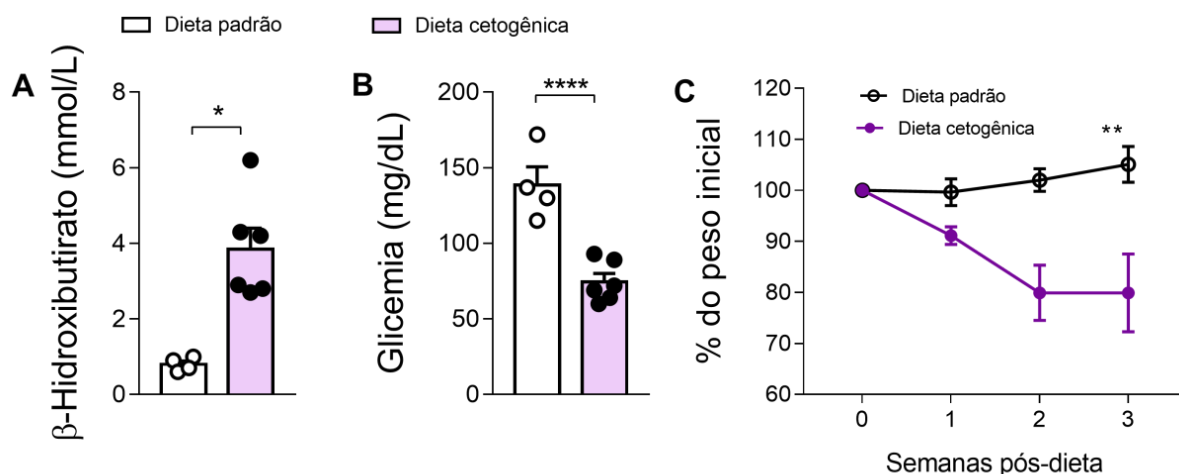 Dieta padrão
Dieta cetogênica
A
β-Hidroxibutirato (mmol/L)
8
6
4
2
0
*
B
Glicemia (mg/dL)
200
150
100
50
0
****
C
% do peso inicial
120
110
100
90
80
70
60
Dieta padrão
Dieta cetogênica
**
0 1 2 3
Semanas pós-dieta